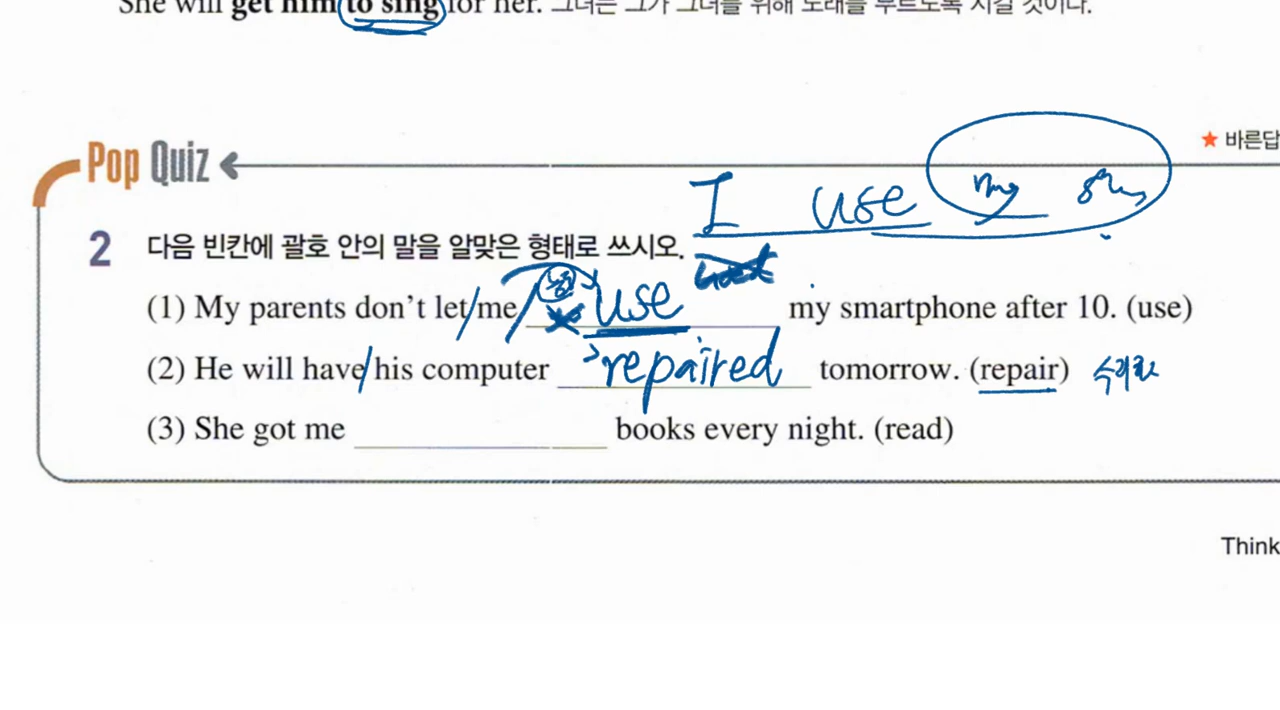 She will get him to sing for her. 그녀는 그가 그녀를 위해 노래를 부르도록 시킬 것이다.
★ 바른답
Pop Quiz
I use my
2 다음 빈칸에 괄호 안의 말을 알맞은 형태로 쓰시오.
(1) My parents don't let/me / use my smartphone after 10. (use)
(2) He will have/his computer repaired tomorrow. (repair)
(3) She got me ____ books every night. (read)
Think